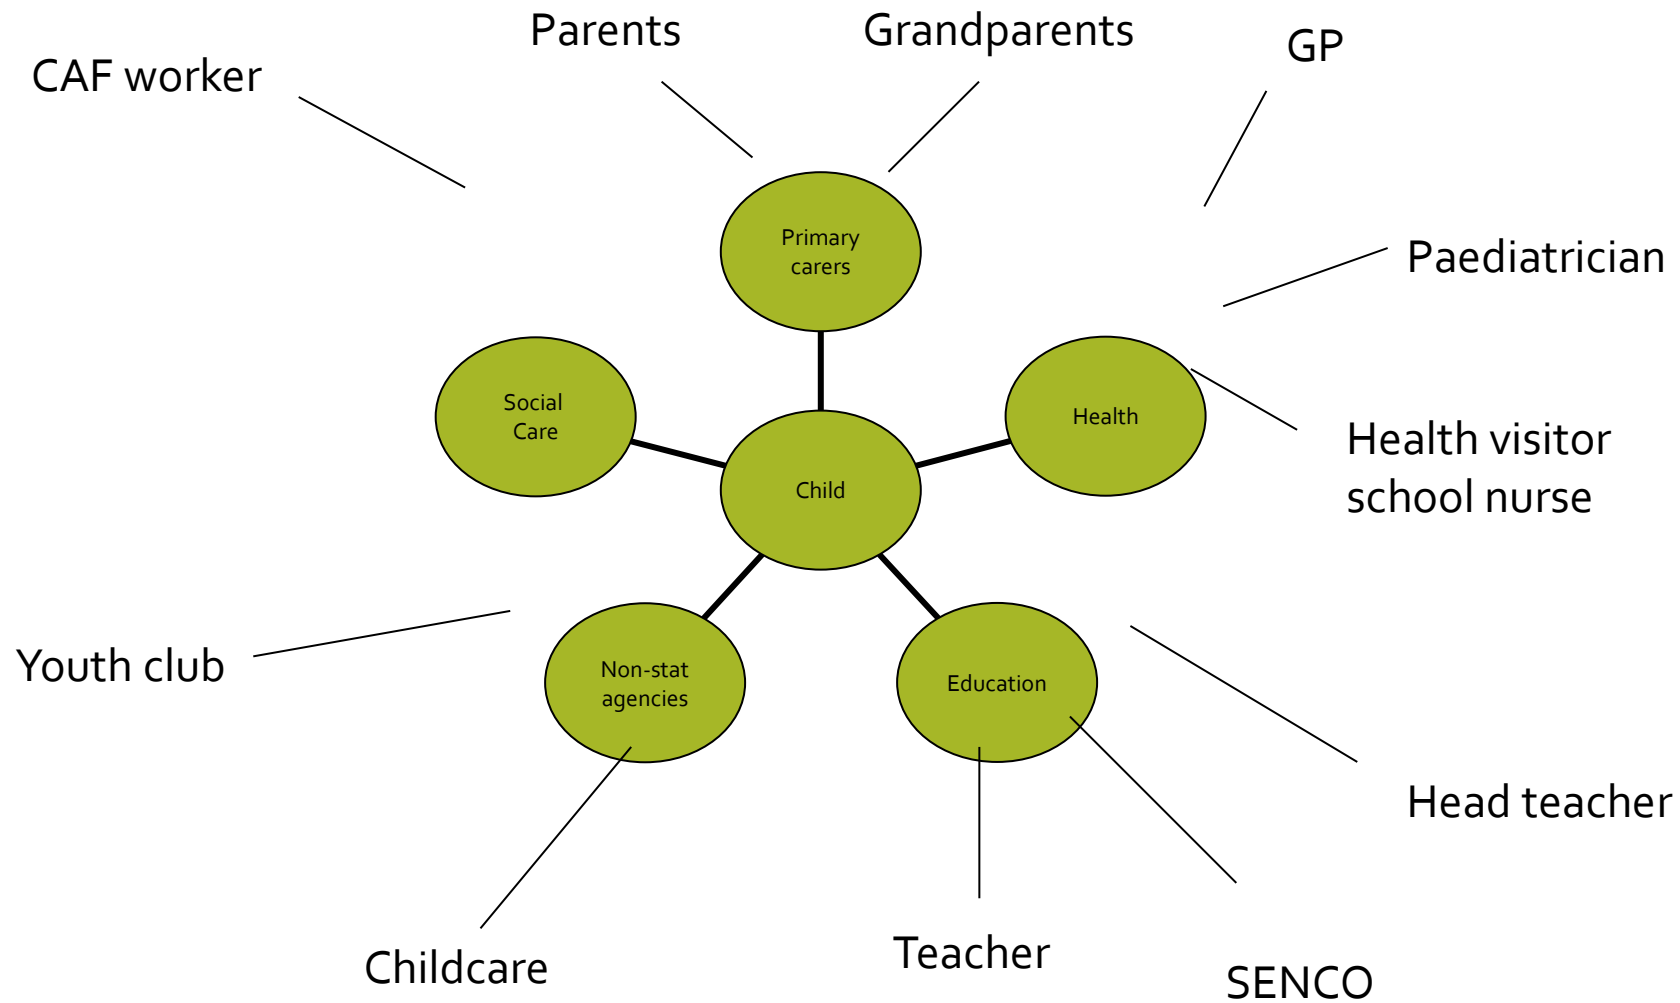 Parents
Grandparents
GP
CAF worker
Primary
carers
Paediatrician
Social
Care
Health
Health visitor
school nurse
Child
Youth club
Non-stat
agencies
Education
Head teacher
Teacher
Childcare
SENCO